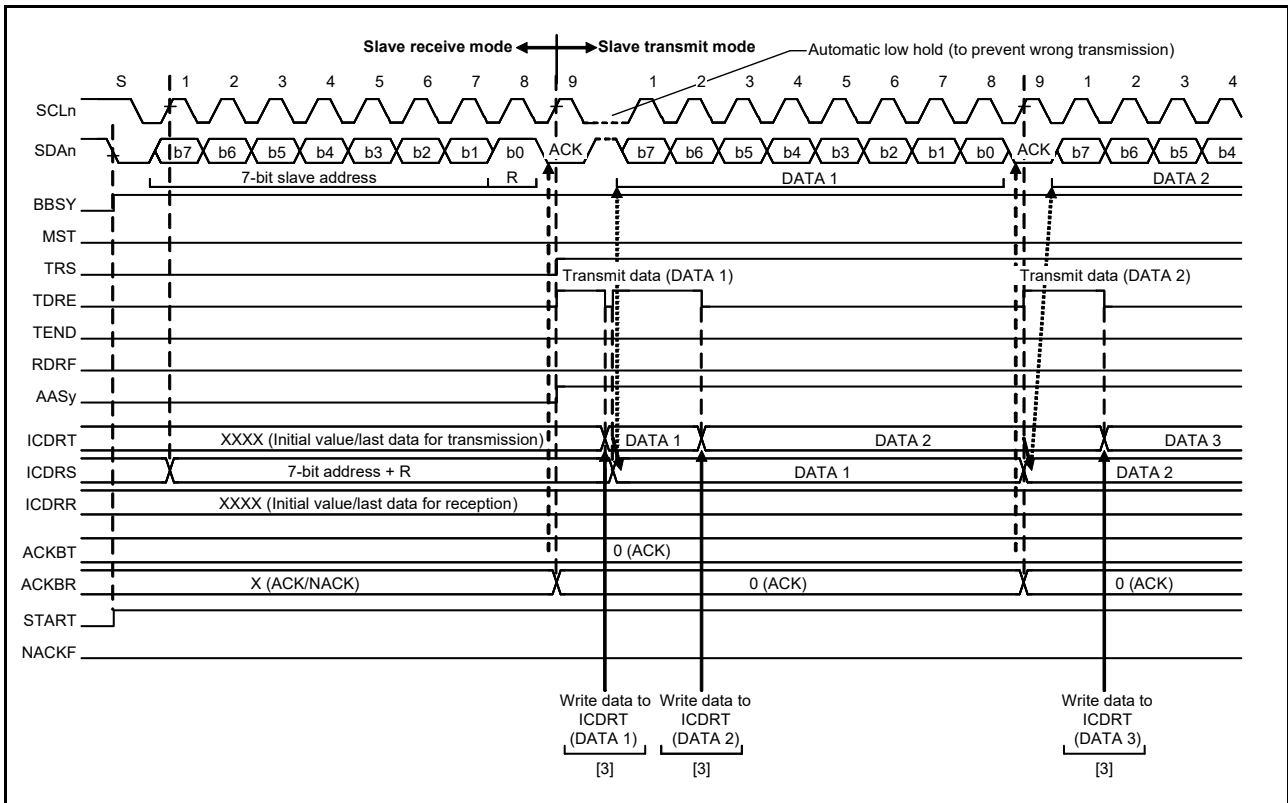 Slave receive mode Slave transmit mode
Automatic low hold (to prevent wrong transmission)
S 1 2 3 4 5 6 7 8 9 1 2 3 4 5 6 7 8 9 1 2 3 4
SCLn
SDAn b7 b6 b5 b4 b3 b2 b1 b0 ACK b7 b6 b5 b4 b3 b2 b1 b0 ACK b7 b6 b5 b4
7-bit slave address R DATA 1 DATA 2
BBSY
MST
TRS
Transmit data (DATA 1) Transmit data (DATA 2)
TDRE
TEND
RDRF
AASy
ICDRT XXXX (Initial value/last data for transmission) DATA 1 DATA 2 DATA 3
ICDRS 7-bit address + R DATA 1 DATA 2
ICDRR XXXX (Initial value/last data for reception)
ACKBT 0 (ACK)
ACKBR X (ACK/NACK) 0 (ACK) 0 (ACK)
START
NACKF
Write data to Write data to Write data to
ICDRT ICDRT ICDRT
(DATA 1) (DATA 2) (DATA 3)
[3] [3] [3]